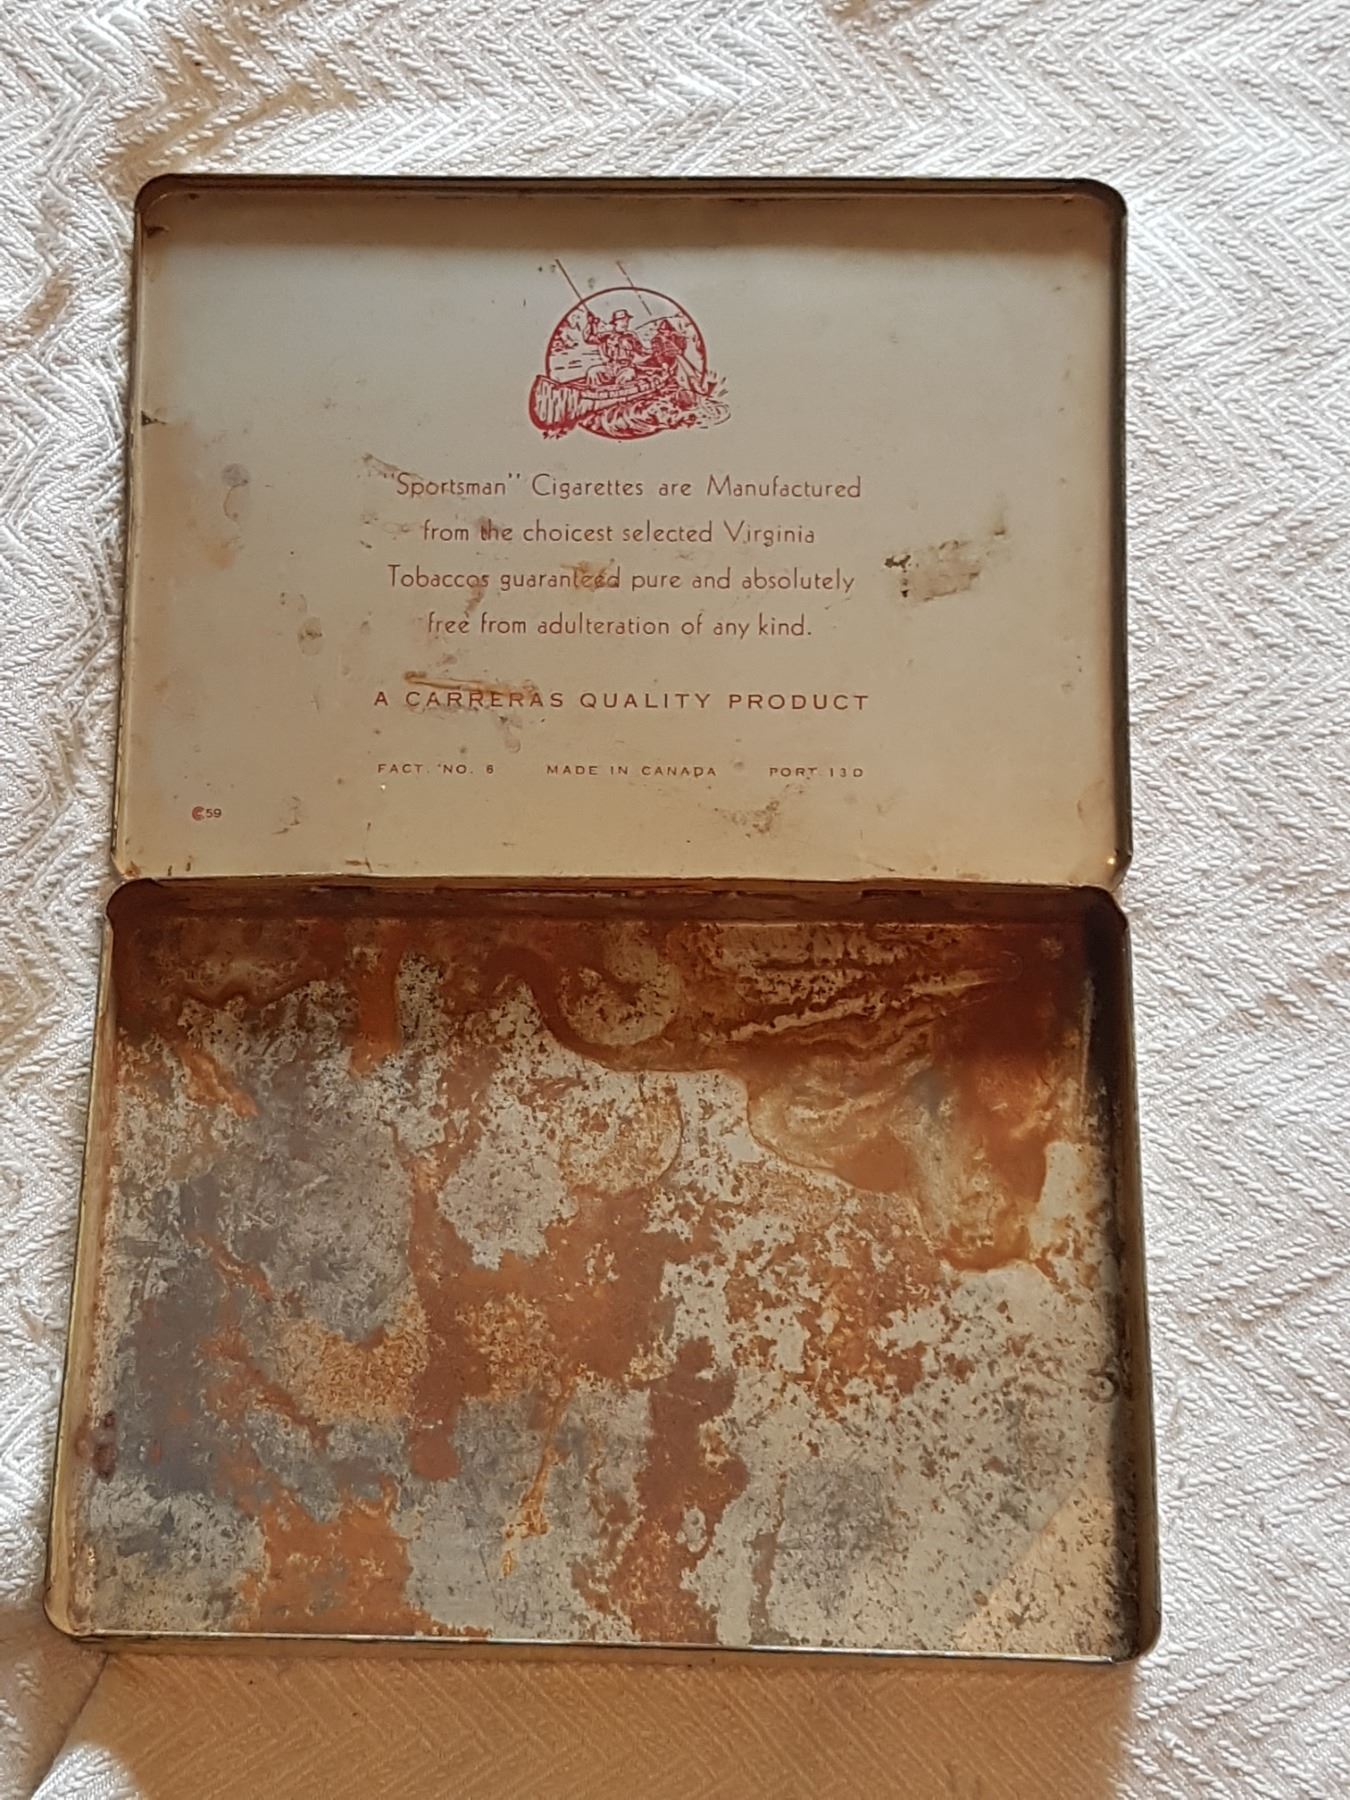 "Sportsman" Cigarettes are Manufactured
from the choicest selected Virginia
Tobaccos guaranteed pure and absolutely
free from adulteration of any kind.
A CARRERAS QUALITY PRODUCT
FACT. NO. 6 MADE IN CANADA PORT 13D
59